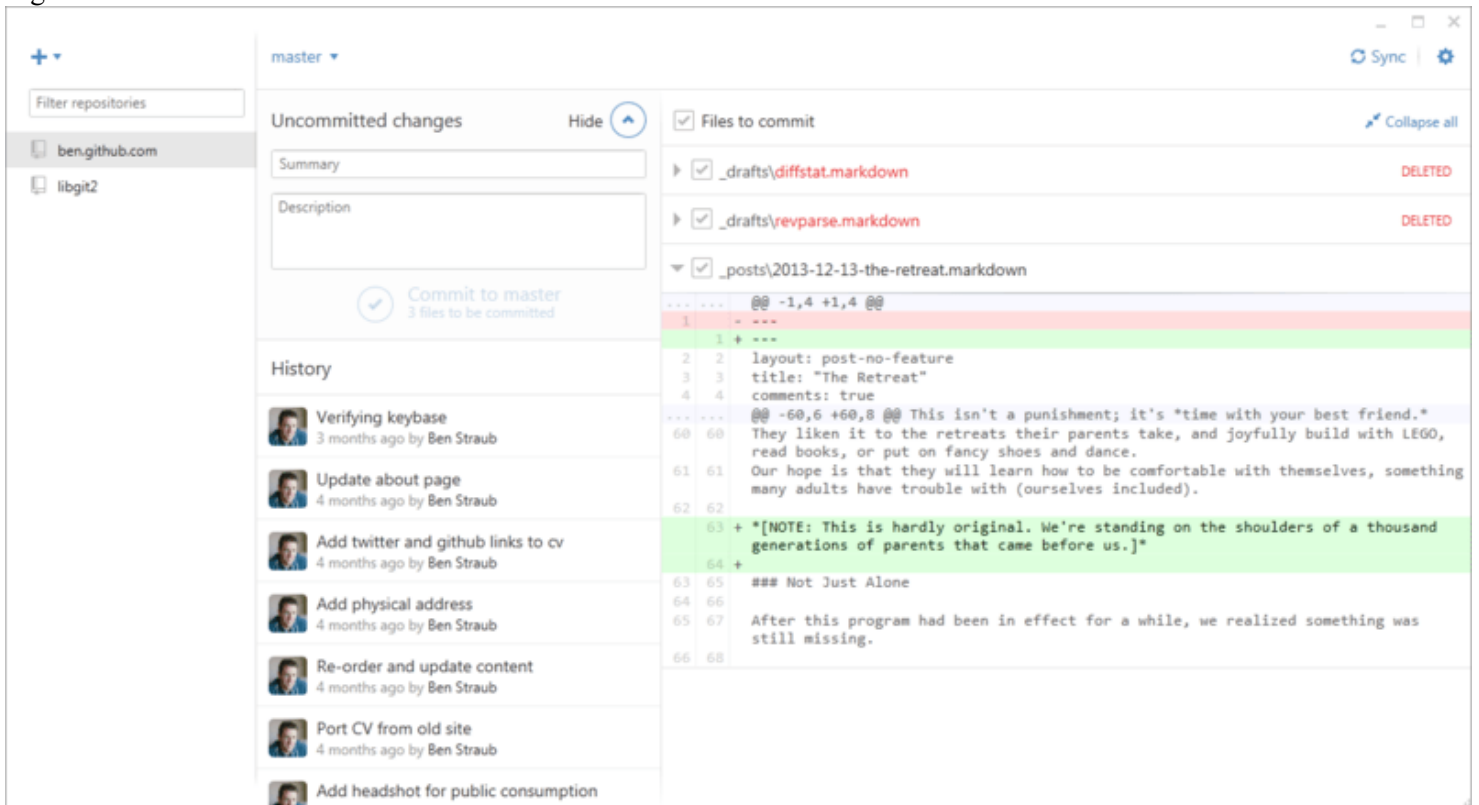 master
Sync
Filter repositories
ben.github.com
libgit2
Uncommitted changes
Hide
Summary
Description
Commit to master
3 files to be committed
History
Verifying keybase
3 months ago by Ben Straub
Update about page
4 months ago by Ben Straub
Add twitter and github links to cv
4 months ago by Ben Straub
Add physical address
4 months ago by Ben Straub
Re-order and update content
4 months ago by Ben Straub
Port CV from old site
4 months ago by Ben Straub
Add headshot for public consumption
Files to commit
Collapse all
_drafts\diffstat.markdown DELETED
_drafts\revparse.markdown DELETED
_posts\2013-12-13-the-retreat.markdown
... ... @@ -1,4 +1,4 @@
1 - ---
1 + ---
2 2 layout: post-no-feature
3 3 title: "The Retreat"
4 4 comments: true
... ... @@ -60,6 +60,8 @@ This isn't a punishment; it's *time with your best friend.*
60 60 They liken it to the retreats their parents take, and joyfully build with LEGO,
read books, or put on fancy shoes and dance.
61 61 Our hope is that they will learn how to be comfortable with themselves, something
many adults have trouble with (ourselves included).
62 62
63 + *[NOTE: This is hardly original. We're standing on the shoulders of a thousand
generations of parents that came before us.]*
64 +
63 65 ### Not Just Alone
64 66
65 67 After this program had been in effect for a while, we realized something was
still missing.
66 68